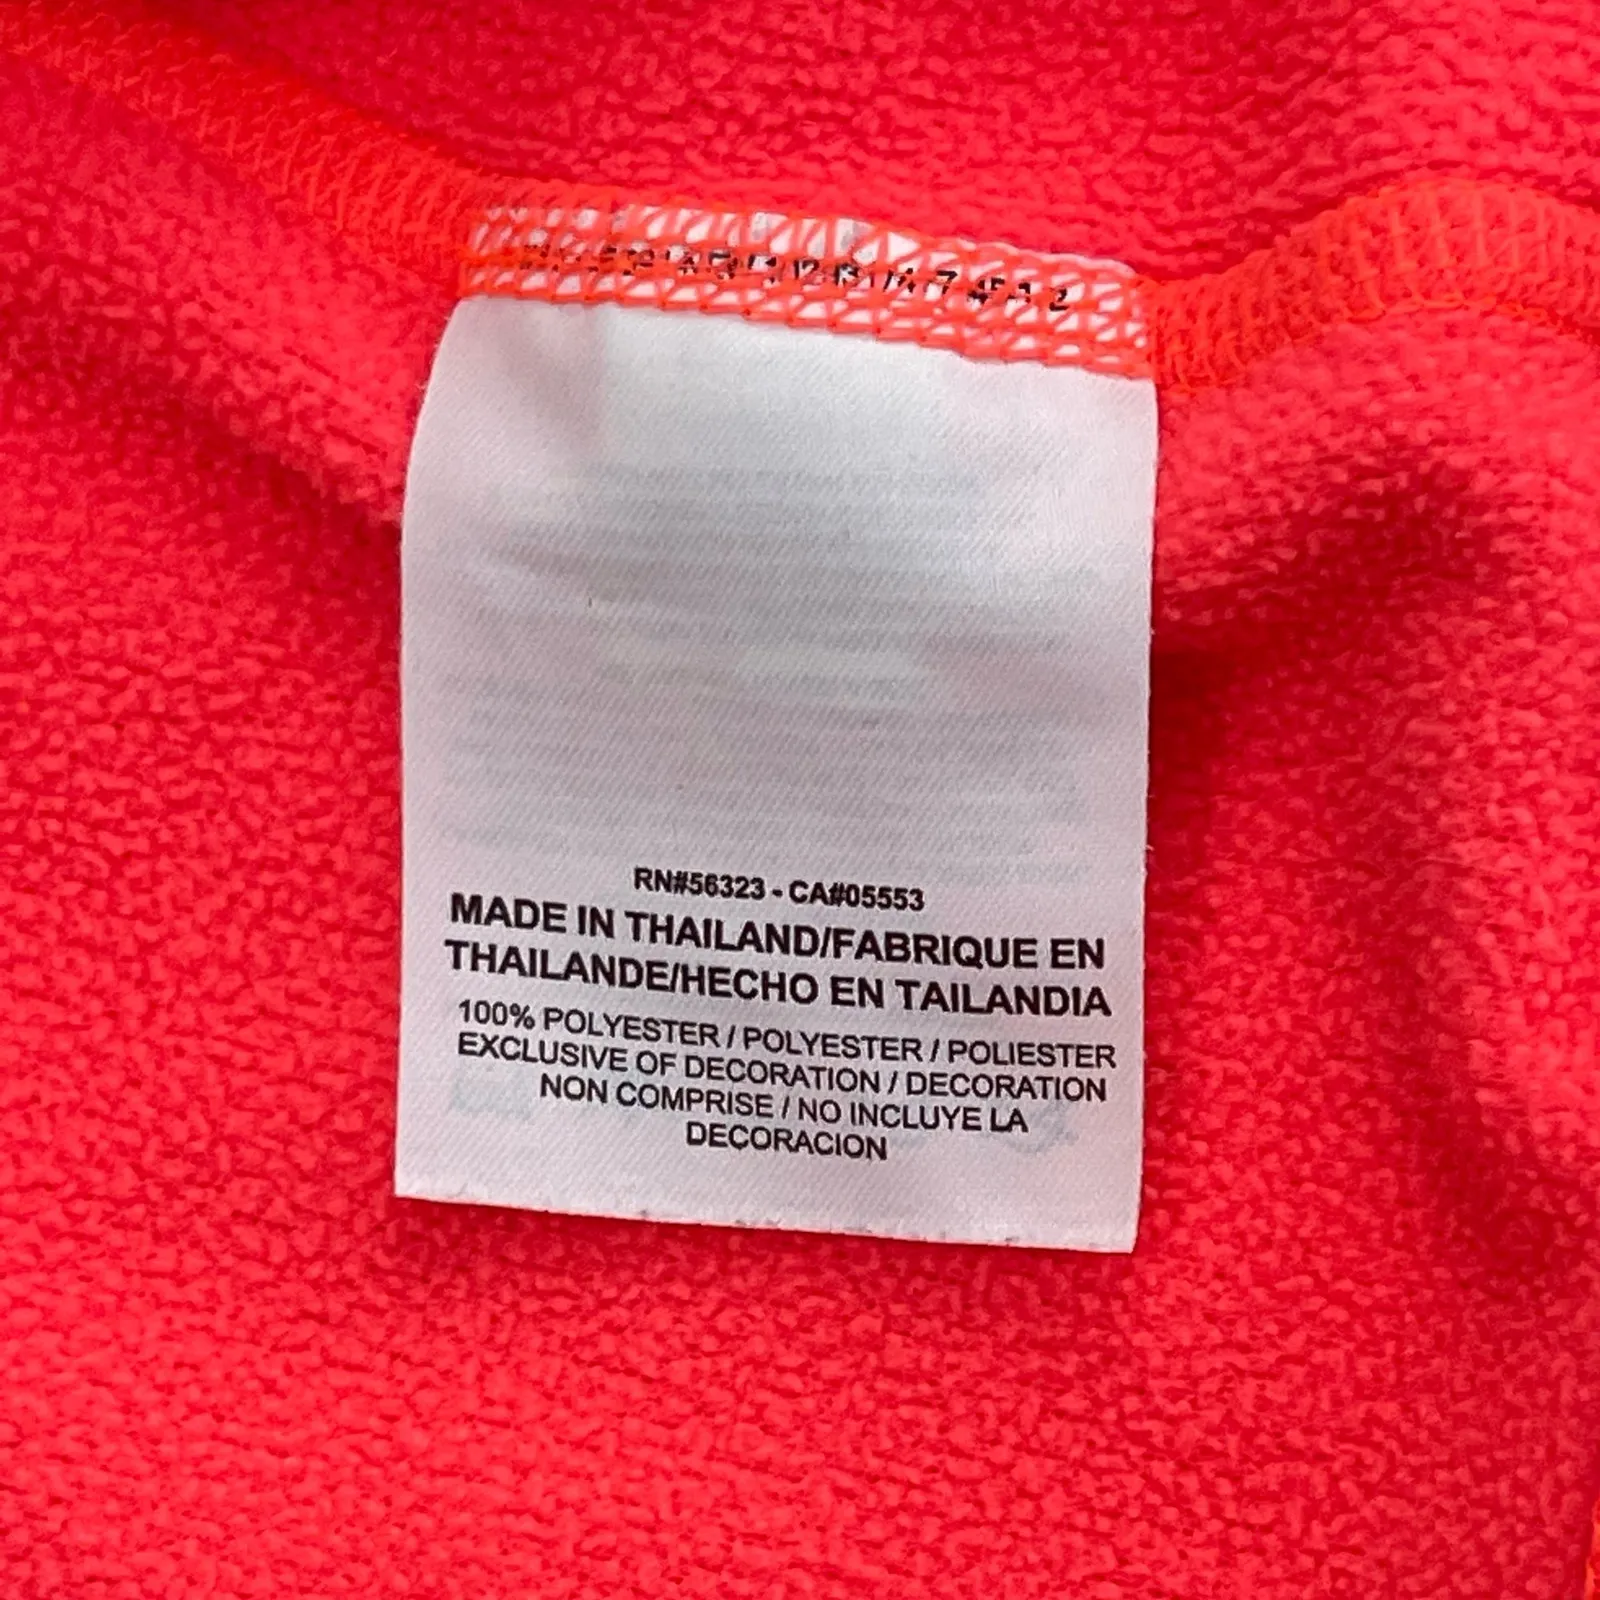 RN#56323 - CA#05553
MADE IN THAILAND/FABRIQUE EN
THAILANDE/HECHO EN TAILANDIA
100% POLYESTER / POLYESTER / POLIESTER
EXCLUSIVE OF DECORATION / DECORATION
NON COMPRISE / NO INCLUYE LA
DECORACION